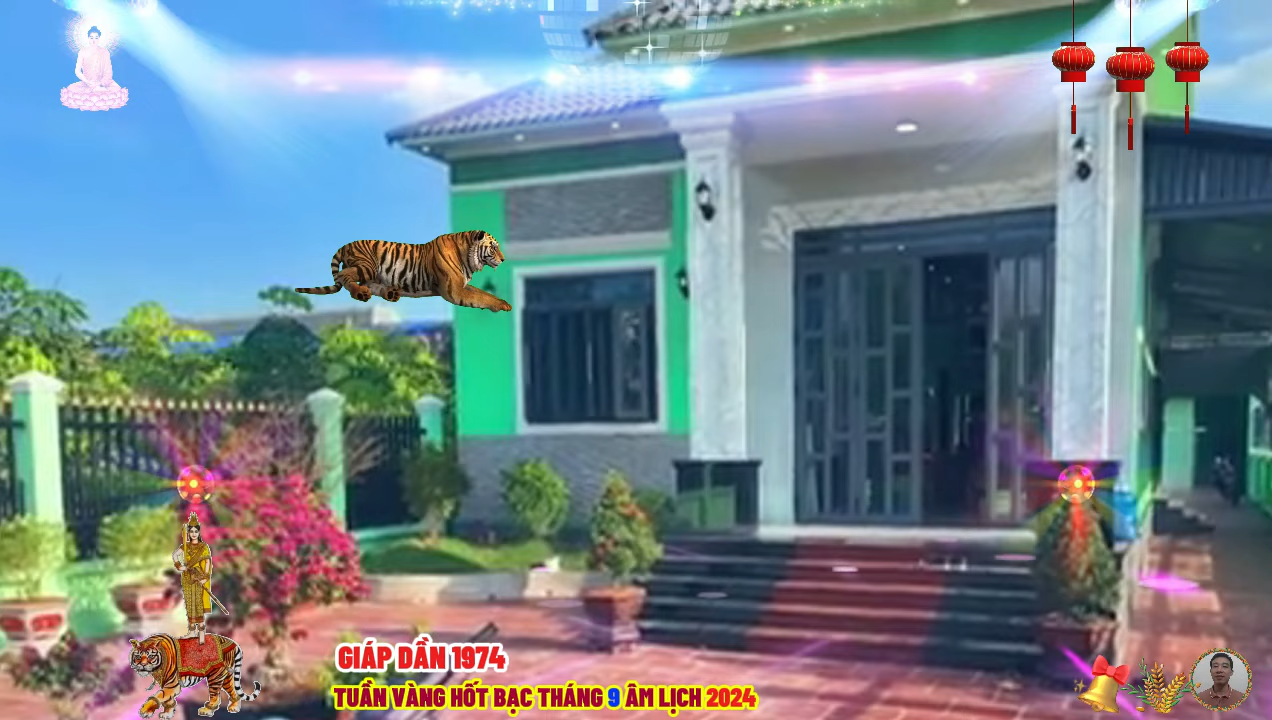 GIÁP DẦN 1974
TUẦN VÀNG HỐT BẠC THÁNG 9 ÂM LỊCH 2024